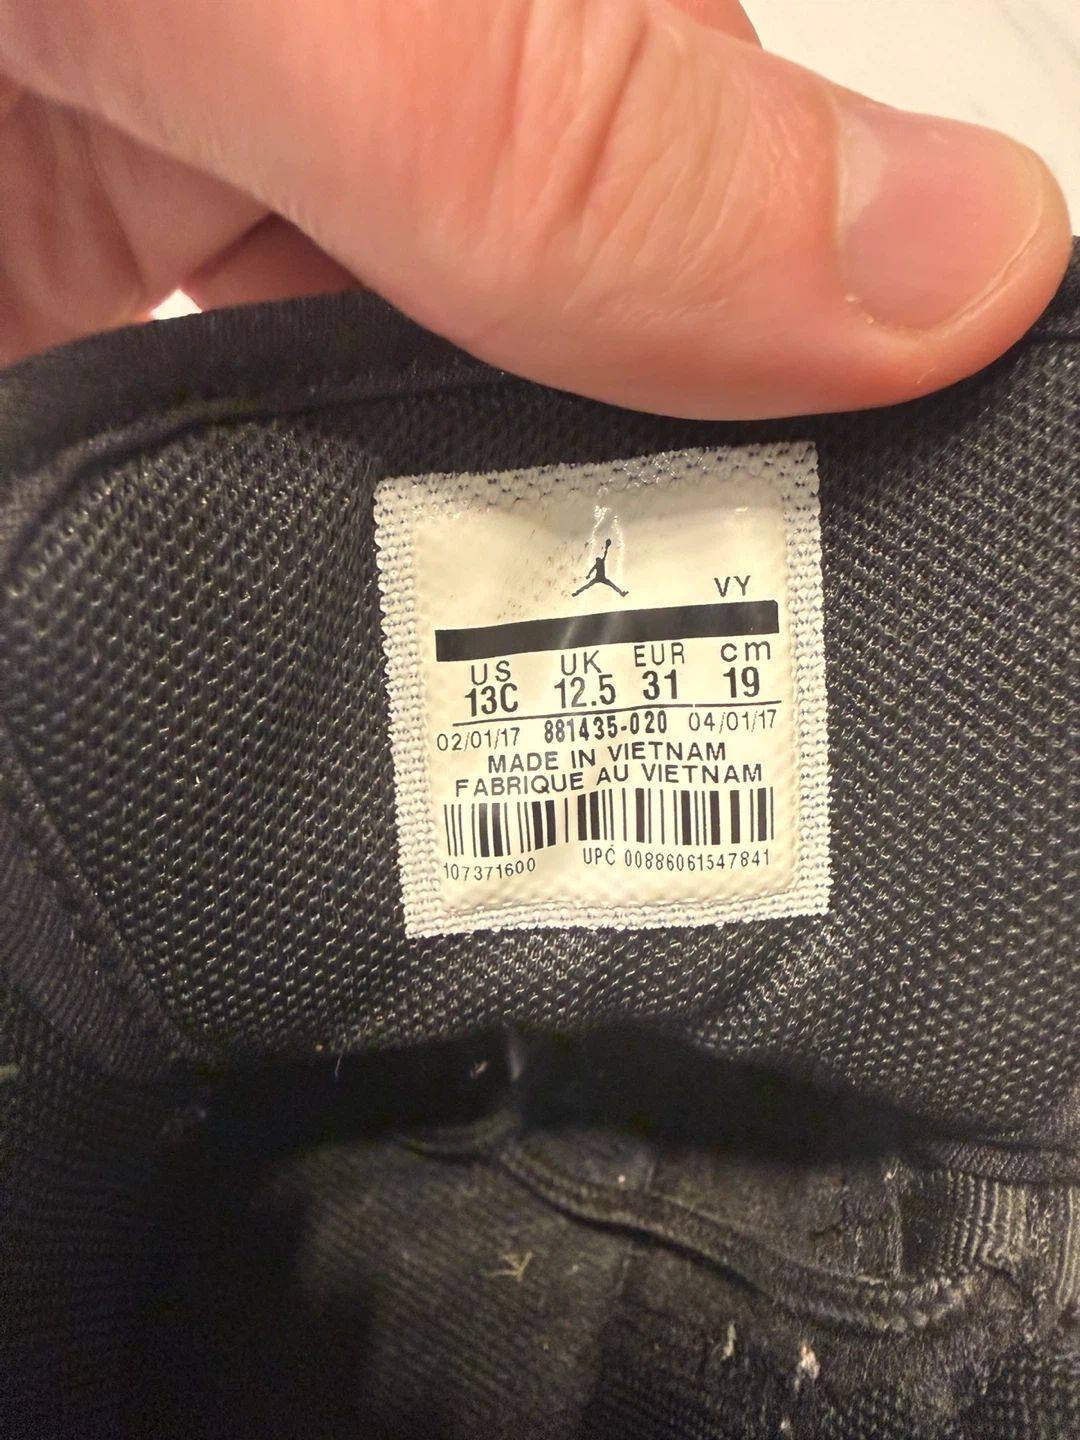 VY
US UK EUR cm
13C 12.5 31 19
02/01/17 881435-020 04/01/17
MADE IN VIETNAM
FABRIQUE AU VIETNAM
107371600 UPC 00886061547841